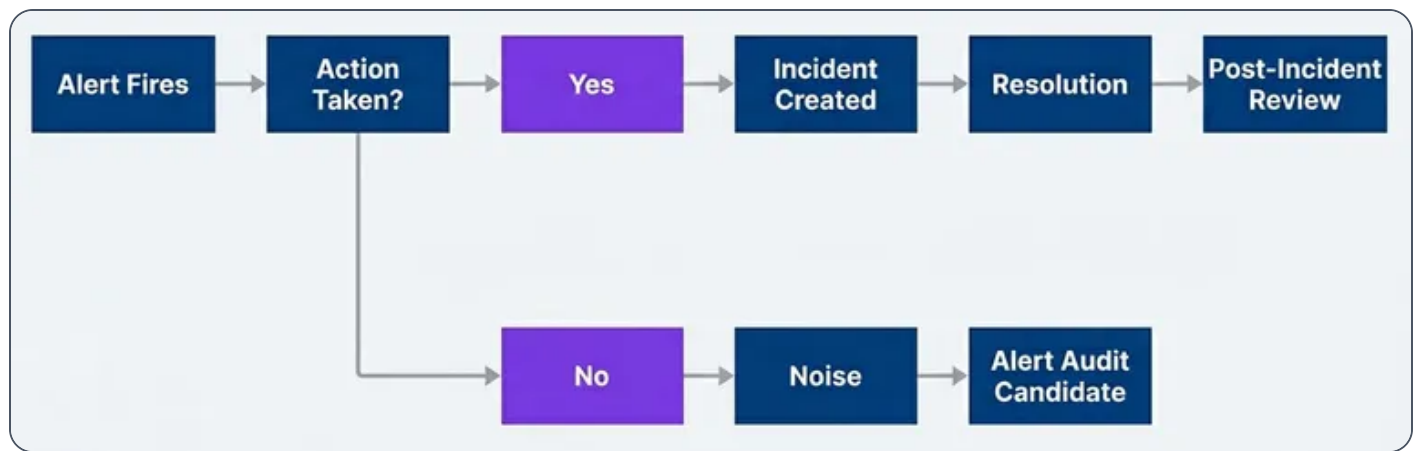 Alert Fires
Action
Taken?
Yes
Incident
Created
Resolution
Post-Incident
Review
No
Noise
Alert Audit
Candidate